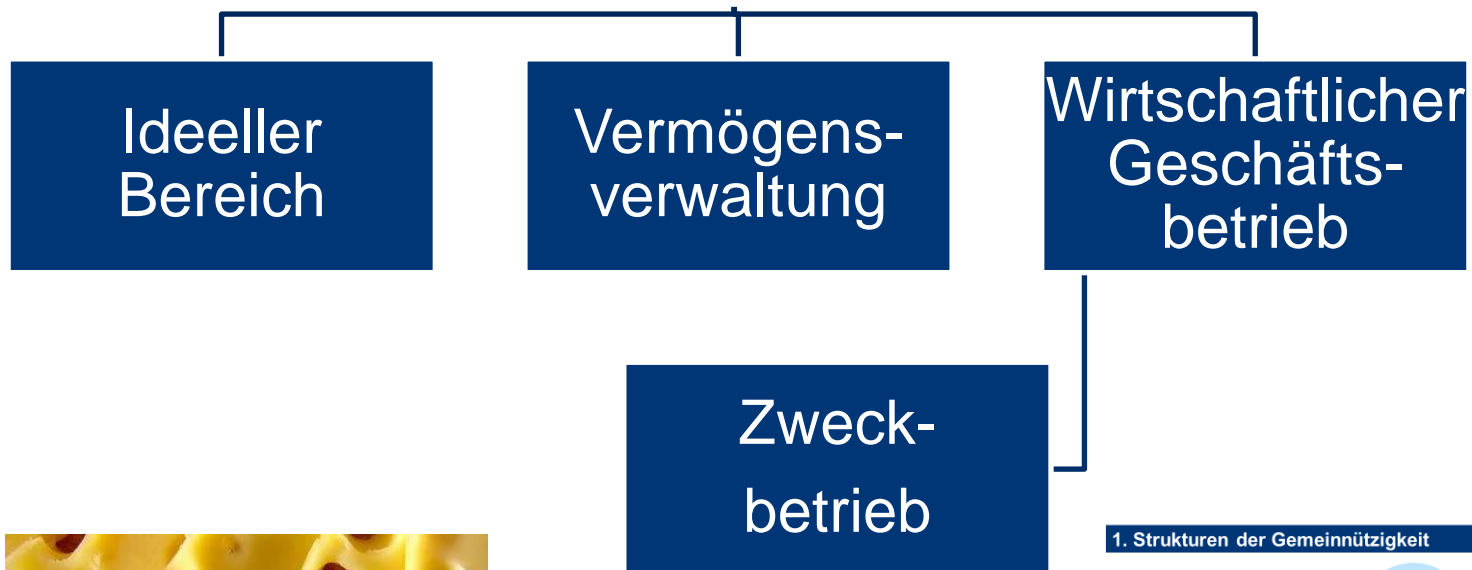 Ideeller
Bereich
Vermögens-
verwaltung
Wirtschaftlicher
Geschäfts-
betrieb
Zweck-
betrieb
1. Strukturen der Gemeinnützigkeit